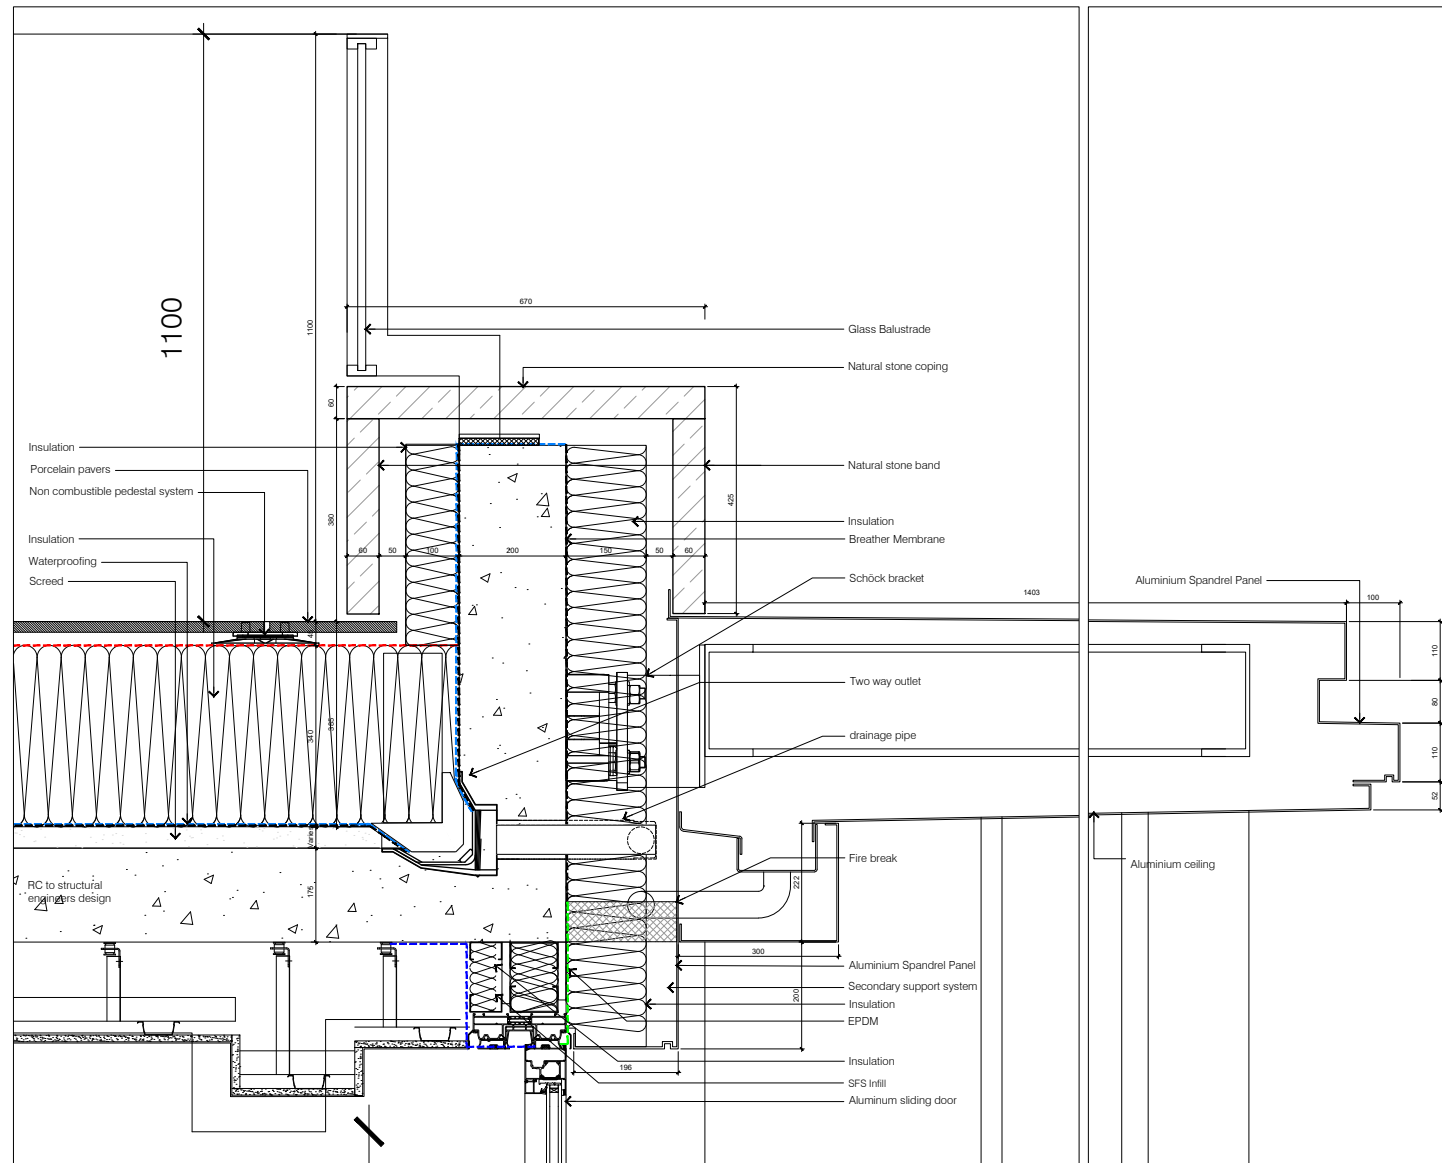 1100
1100
670
Glass Balustrade
Natural stone coping
60
Insulation
Porcelain pavers
Non combustible pedestal system
Natural stone band
380
425
Insulation
Breather Membrane
Insulation
Waterproofing
Screed
60
50
100
200
150
50
60
Schöck bracket
Aluminium Spandrel Panel
1403
100
110
Two way outlet
80
340
385
drainage pipe
110
52
Fire break
Aluminium ceiling
175
222
RC to structural
engineers design
300
Aluminium Spandrel Panel
Secondary support system
200
Insulation
EPDM
Insulation
196
SFS Infill
Aluminum sliding door